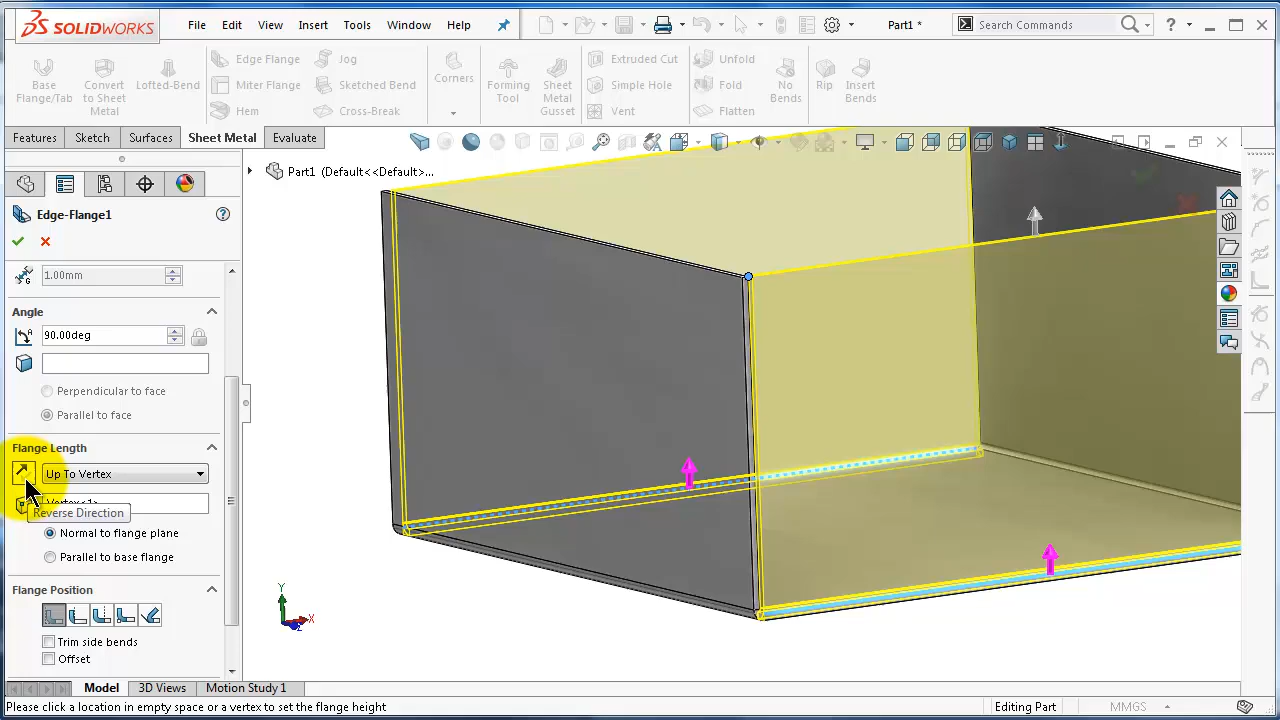 SOLIDWORKS File Edit View Insert Tools Window Help Part1 * Search Commands ?
Base Flange/Tab Convert to Sheet Metal Lofted-Bend Edge Flange Miter Flange Hem Jog Sketched Bend Cross-Break Corners Forming Tool Sheet Metal Gusset Extruded Cut Simple Hole Vent Unfold Fold Flatten No Bends Rip Insert Bends
Features Sketch Surfaces Sheet Metal Evaluate
Part1 (Default<<Default>...
Edge-Flange1 ?
1.00mm
Angle
90.00deg
Perpendicular to face
Parallel to face
Flange Length
Up To Vertex
Vertex<1>
Reverse Direction
Normal to flange plane
Parallel to base flange
Flange Position
Trim side bends
Offset
Y
X
Z
Model 3D Views Motion Study 1
Please click a location in empty space or a vertex to set the flange height Editing Part MMGS